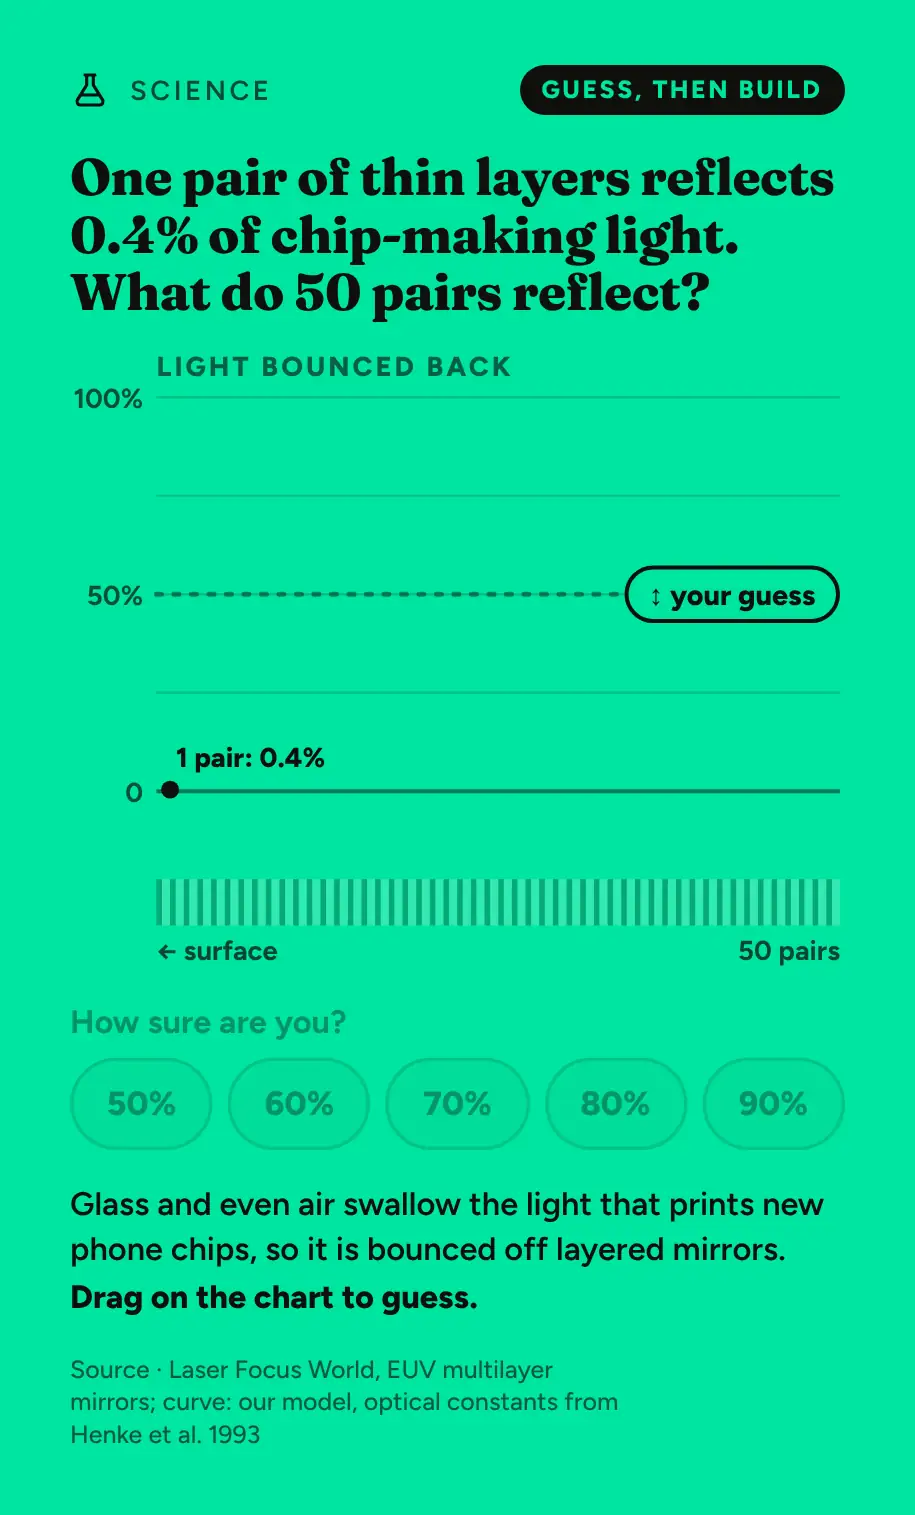 SCIENCE
GUESS, THEN BUILD
One pair of thin layers reflects
0.4% of chip-making light.
What do 50 pairs reflect?
LIGHT BOUNCED BACK
100%
50%
↕ your guess
1 pair: 0.4%
0
← surface
50 pairs
How sure are you?
50%
60%
70%
80%
90%
Glass and even air swallow the light that prints new
phone chips, so it is bounced off layered mirrors.
Drag on the chart to guess.
Source · Laser Focus World, EUV multilayer
mirrors; curve: our model, optical constants from
Henke et al. 1993